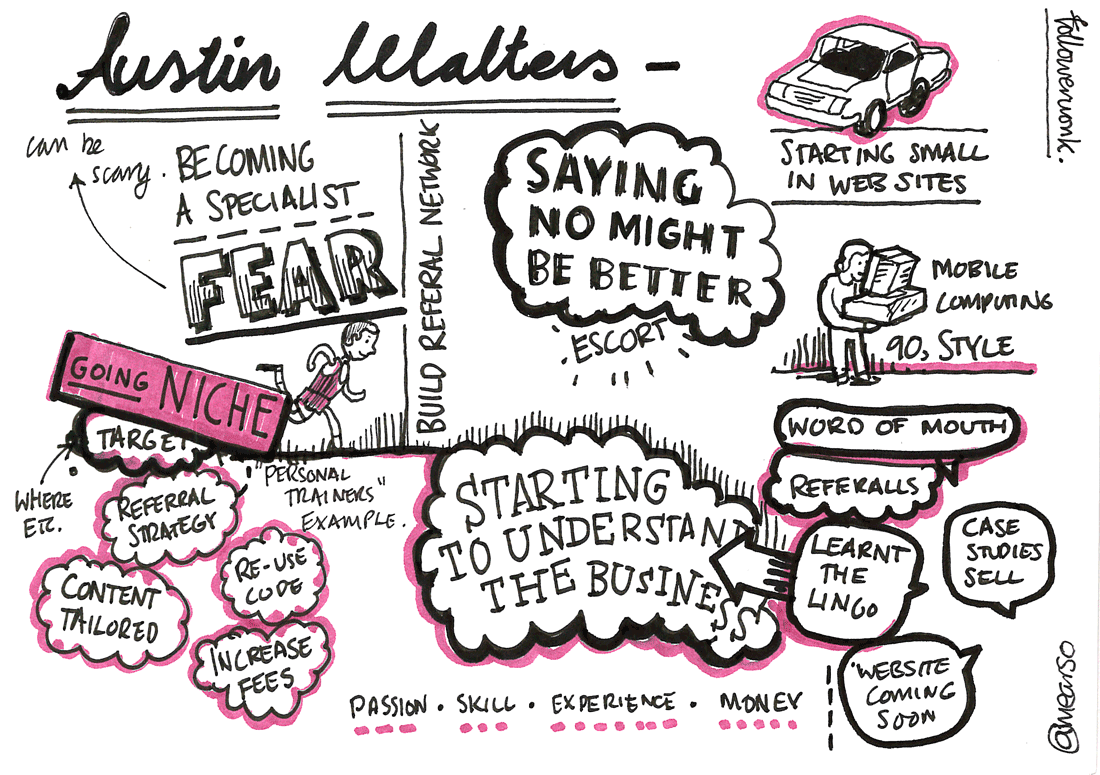 Austin Walters -
followerwonk.
can be
scary.
BECOMING
A SPECIALIST
FEAR
BUILD REFERRAL NETWORK
SAYING
NO MIGHT
BE BETTER
ESCORT
STARTING SMALL
IN WEB SITES
MOBILE
COMPUTING
90s STYLE
GOING NICHE
TARGET
WHERE
ETC.
REFERRAL
STRATEGY
"PERSONAL
TRAINERS"
EXAMPLE.
CONTENT
TAILORED
RE-USE
CODE
INCREASE
FEES
STARTING
TO UNDERSTAND
THE BUSINESS
WORD OF MOUTH
REFERALLS
LEARNT
THE
LINGO
CASE
STUDIES
SELL
"WEBSITE
COMING
SOON
PASSION · SKILL · EXPERIENCE · MONEY
@wearso